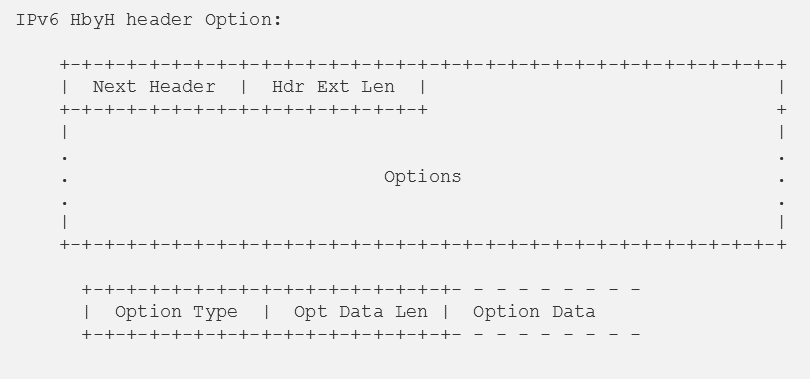 IPv6 HbyH header Option:
+-+-+-+-+-+-+-+-+-+-+-+-+-+-+-+-+-+-+-+-+-+-+-+-+-+-+-+-+-+-+-+-+
|  Next Header  |  Hdr Ext Len  |                               |
+-+-+-+-+-+-+-+-+-+-+-+-+-+-+-+-+                               +
|                                                               |
.                                                               .
.                            Options                            .
.                                                               .
|                                                               |
+-+-+-+-+-+-+-+-+-+-+-+-+-+-+-+-+-+-+-+-+-+-+-+-+-+-+-+-+-+-+-+-+
+-+-+-+-+-+-+-+-+-+-+-+-+-+-+-+-+- - - - - - - - -
|  Option Type  |  Opt Data Len |  Option Data
+-+-+-+-+-+-+-+-+-+-+-+-+-+-+-+-+- - - - - - - - -